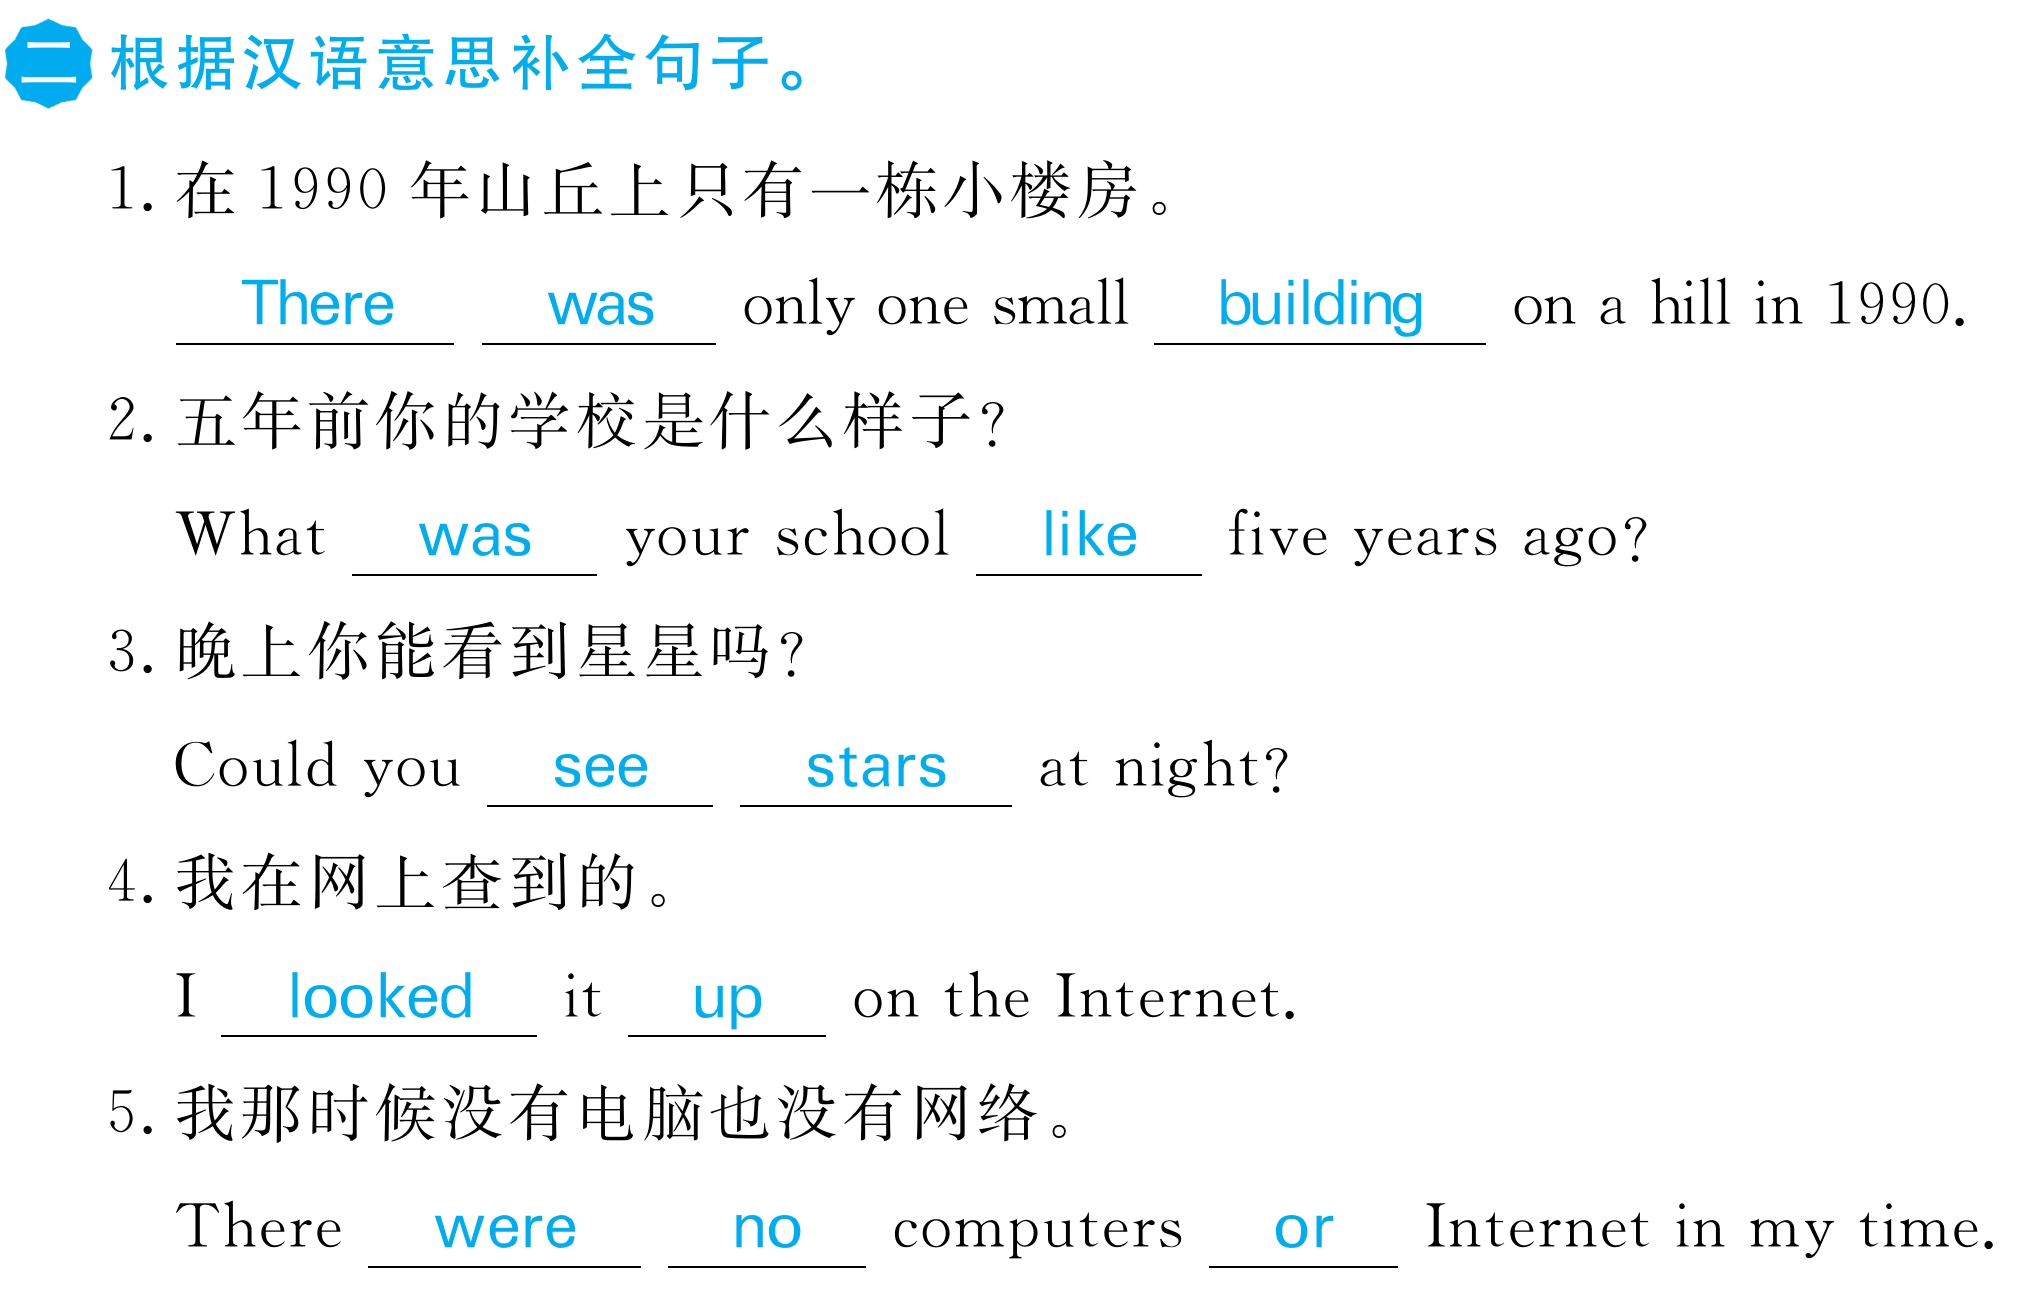 二 根据汉语意思补全句子。
1. 在 1990 年山丘上只有一栋小楼房。
There was only one small building on a hill in 1990.
2. 五年前你的学校是什么样子?
What was your school like five years ago?
3. 晚上你能看到星星吗?
Could you see stars at night?
4. 我在网上查到的。
I looked it up on the Internet.
5. 我那时候没有电脑也没有网络。
There were no computers or Internet in my time.